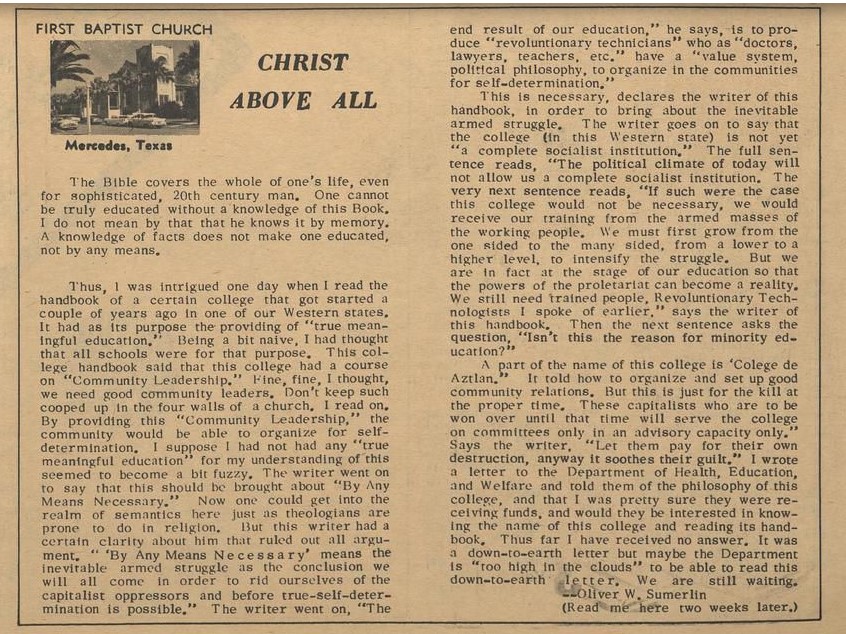 FIRST BAPTIST CHURCH
CHRIST
ABOVE ALL
Mercedes, Texas
The Bible covers the whole of one's life, even
for sophisticated, 20th century man. One cannot
be truly educated without a knowledge of this Book.
I do not mean by that that he knows it by memory.
A knowledge of facts does not make one educated,
not by any means.
Thus, I was intrigued one day when I read the
handbook of a certain college that got started a
couple of years ago in one of our Western states.
It had as its purpose the providing of "true mean-
ingful education." Being a bit naive, I had thought
that all schools were for that purpose. This col-
lege handbook said that this college had a course
on "Community Leadership." Fine, fine, I thought,
we need good community leaders. Don't keep such
cooped up in the four walls of a church. I read on.
By providing this "Community Leadership," the
community would be able to organize for self-
determination. I suppose I had not had any "true
meaningful education" for my understanding of this
seemed to become a bit fuzzy. The writer went on
to say that this should be brought about "By Any
Means Necessary." Now one could get into the
realm of semantics here just as theologians are
prone to do in religion. But this writer had a
certain clarity about him that ruled out all argu-
ment. " 'By Any Means Necessary' means the
inevitable armed struggle as the conclusion we
will all come in order to rid ourselves of the
capitalist oppressors and before true-self-deter-
mination is possible." The writer went on, "The
end result of our education," he says, is to pro-
duce "revoluntionary technicians" who as "doctors,
lawyers, teachers, etc." have a "value system,
political philosophy, to organize in the communities
for self-determination."
This is necessary, declares the writer of this
handbook, in order to bring about the inevitable
armed struggle. The writer goes on to say that
the college (in this Western state) is not yet
"a complete socialist institution." The full sen-
tence reads, "The political climate of today will
not allow us a complete socialist institution. The
very next sentence reads, "If such were the case
this college would not be necessary, we would
receive our training from the armed masses of
the working people. We must first grow from the
one sided to the many sided, from a lower to a
higher level, to intensify the struggle. But we
are in fact at the stage of our education so that
the powers of the proletariat can become a reality.
We still need trained people, Revoluntionary Tech-
nologists I spoke of earlier," says the writer of
this handbook. Then the next sentence asks the
question, "Isn't this the reason for minority ed-
ucation?"
A part of the name of this college is 'Colege de
Aztlan." It told how to organize and set up good
community relations. But this is just for the kill at
the proper time. These capitalists who are to be
won over until that time will serve the college
on committees only in an advisory capacity only."
Says the writer, "Let them pay for their own
destruction, anyway it soothes their guilt." I wrote
a letter to the Department of Health, Education,
and Welfare and told them of the philosophy of this
college, and that I was pretty sure they were re-
ceiving funds, and would they be interested in know-
ing the name of this college and reading its hand-
book. Thus far I have received no answer. It was
a down-to-earth letter but maybe the Department
is "too high in the clouds" to be able to read this
down-to-earth letter. We are still waiting.
--Oliver W. Sumerlin
(Read me here two weeks later.)